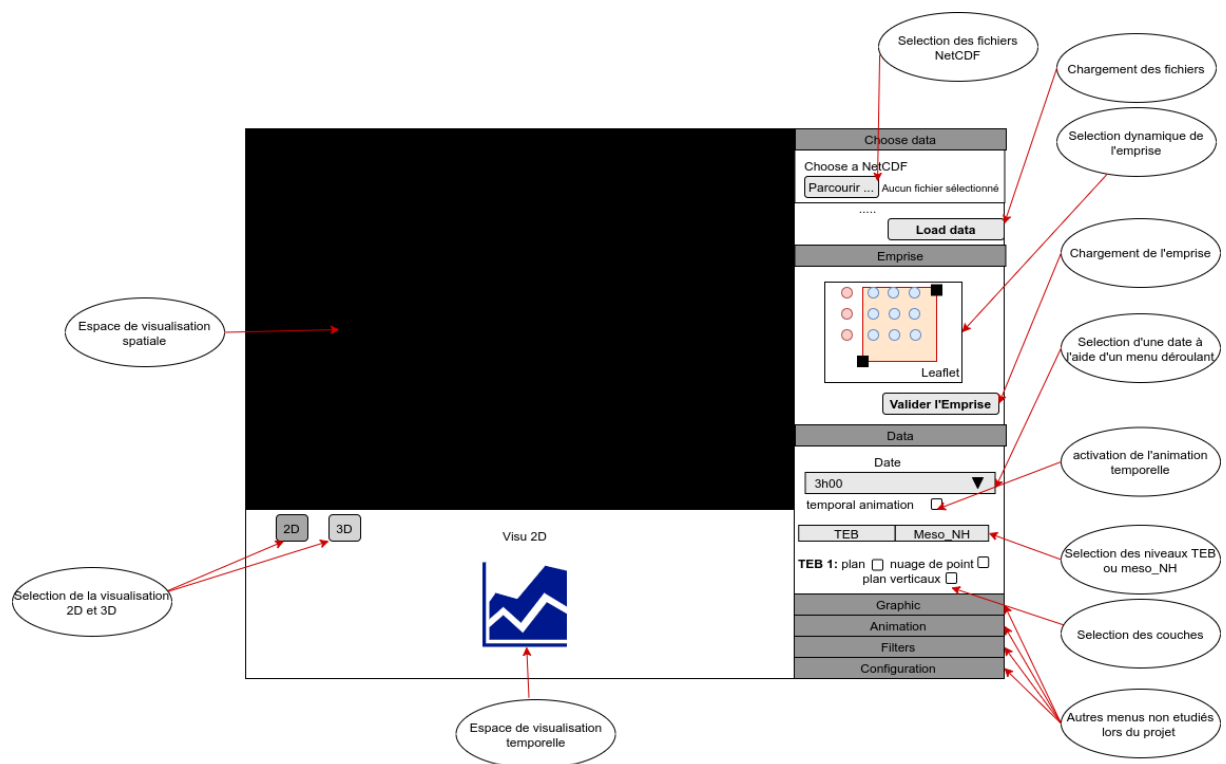 Selection des fichiers
NetCDF
Chargement des fichiers
Selection dynamique de
l'emprise
Choose data
Choose a NetCDF
Parcourir ...
Aucun fichier sélectionné
.....
Load data
Emprise
Chargement de l'emprise
Espace de visualisation
spatiale
Leaflet
Selection d'une date à
l'aide d'un menu déroulant
Valider l'Emprise
Data
Date
3h00
temporal animation
activation de l'animation
temporelle
2D
3D
Visu 2D
TEB
Meso_NH
Selection des niveaux TEB
ou meso_NH
TEB 1: plan
nuage de point
plan verticaux
Selection de la visualisation
2D et 3D
Graphic
Animation
Filters
Configuration
Selection des couches
Espace de visualisation
temporelle
Autres menus non etudiés
lors du projet